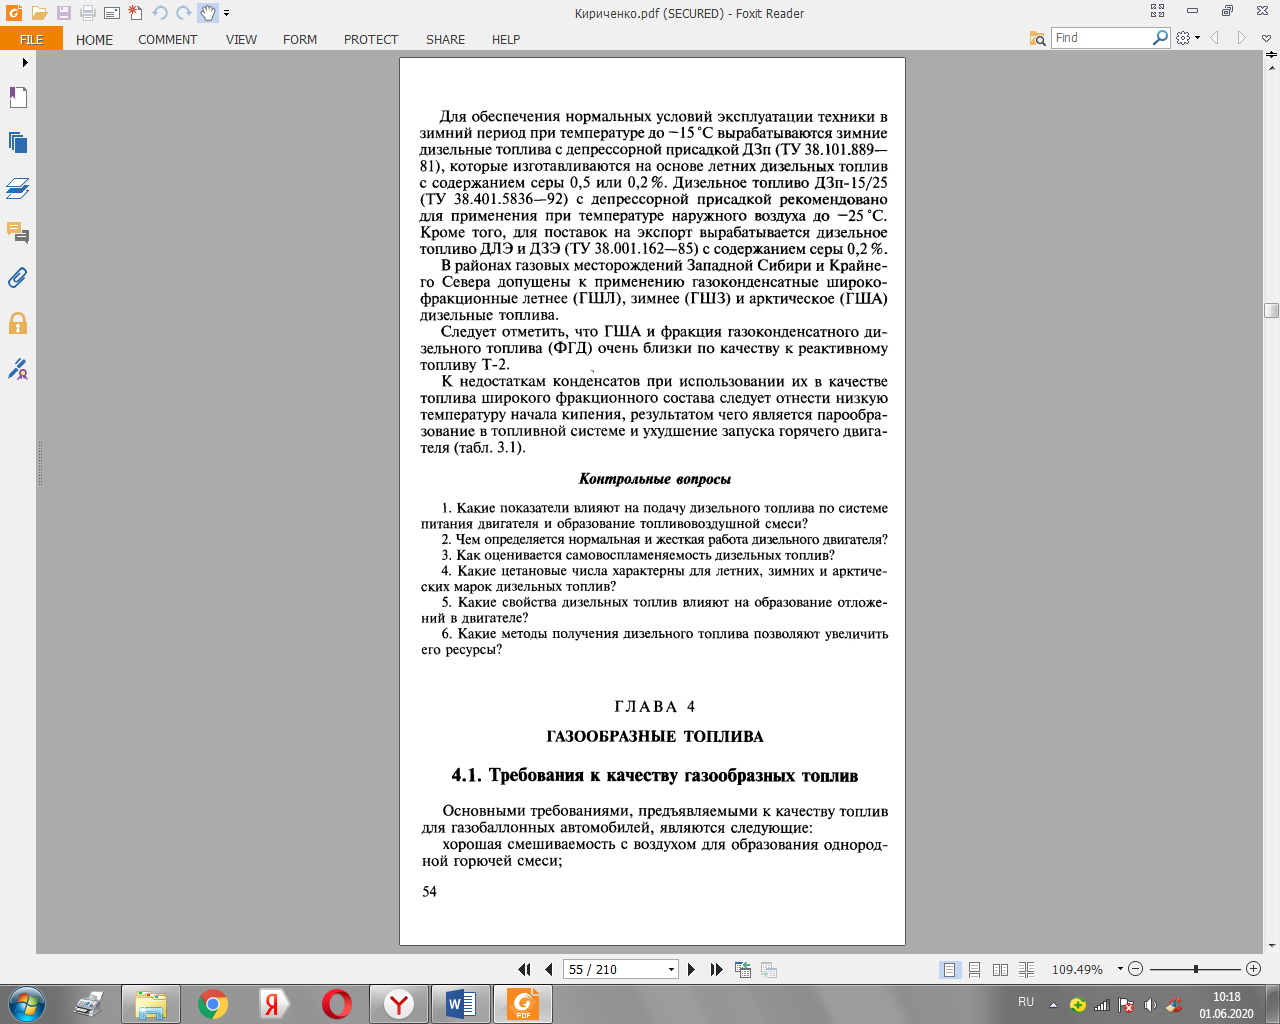 Кириченко.pdf (SECURED) - Foxit Reader
FILE HOME COMMENT VIEW FORM PROTECT SHARE HELP
Find
Для обеспечения нормальных условий эксплуатации техники в
зимний период при температуре до −15 °С вырабатываются зимние
дизельные топлива с депрессорной присадкой ДЗп (ТУ 38.101.889—
81), которые изготавливаются на основе летних дизельных топлив
с содержанием серы 0,5 или 0,2 %. Дизельное топливо ДЗп-15/25
(ТУ 38.401.5836—92) с депрессорной присадкой рекомендовано
для применения при температуре наружного воздуха до −25 °С.
Кроме того, для поставок на экспорт вырабатывается дизельное
топливо ДЛЭ и ДЗЭ (ТУ 38.001.162—85) с содержанием серы 0,2 %.
В районах газовых месторождений Западной Сибири и Крайне-
го Севера допущены к применению газоконденсатные широко-
фракционные летнее (ГШЛ), зимнее (ГШЗ) и арктическое (ГША)
дизельные топлива.
Следует отметить, что ГША и фракция газоконденсатного ди-
зельного топлива (ФГД) очень близки по качеству к реактивному
топливу Т-2.
К недостаткам конденсатов при использовании их в качестве
топлива широкого фракционного состава следует отнести низкую
температуру начала кипения, результатом чего является парообра-
зование в топливной системе и ухудшение запуска горячего двига-
теля (табл. 3.1).
Контрольные вопросы
1. Какие показатели влияют на подачу дизельного топлива по системе
питания двигателя и образование топливовоздушной смеси?
2. Чем определяется нормальная и жесткая работа дизельного двигателя?
3. Как оценивается самовоспламеняемость дизельных топлив?
4. Какие цетановые числа характерны для летних, зимних и арктиче-
ских марок дизельных топлив?
5. Какие свойства дизельных топлив влияют на образование отложе-
ний в двигателе?
6. Какие методы получения дизельного топлива позволяют увеличить
его ресурсы?
ГЛАВА 4
ГАЗООБРАЗНЫЕ ТОПЛИВА
4.1. Требования к качеству газообразных топлив
Основными требованиями, предъявляемыми к качеству топлив
для газобаллонных автомобилей, являются следующие:
хорошая смешиваемость с воздухом для образования однород-
ной горючей смеси;
54
55 / 210
109.49%
RU
10:18
01.06.2020